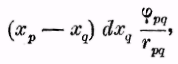 (x_p − x_q) dx_q φ_pq / r_pq,